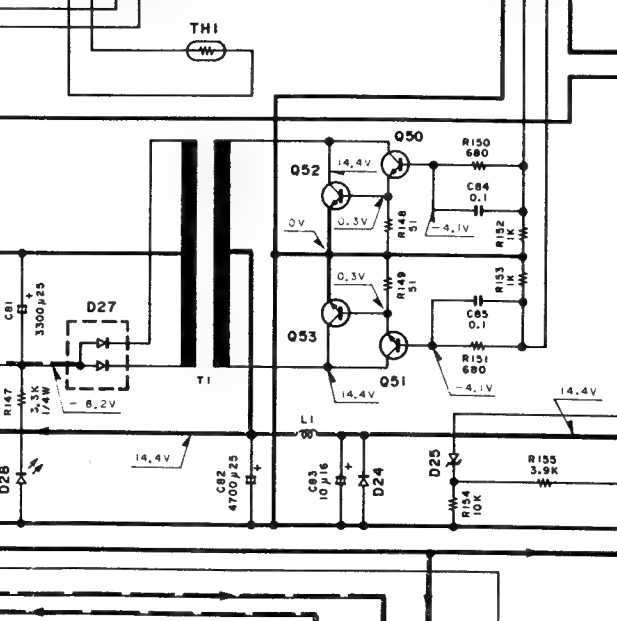 TH1
Q50
R150
680
Q52
14.4V
C84
0.1
0V
0.3V
R148
51
-4.1V
R152
1K
0.3V
R149
51
R153
1K
C81
3300μ25
+
D27
C85
0.1
Q53
R151
680
T1
Q51
R147
3.3K
1/4W
-8.2V
14.4V
-4.1V
14.4V
L1
14.4V
D28
C82
4700μ25
+
C83
10μ16
+
D24
D25
R155
3.9K
R154
10K